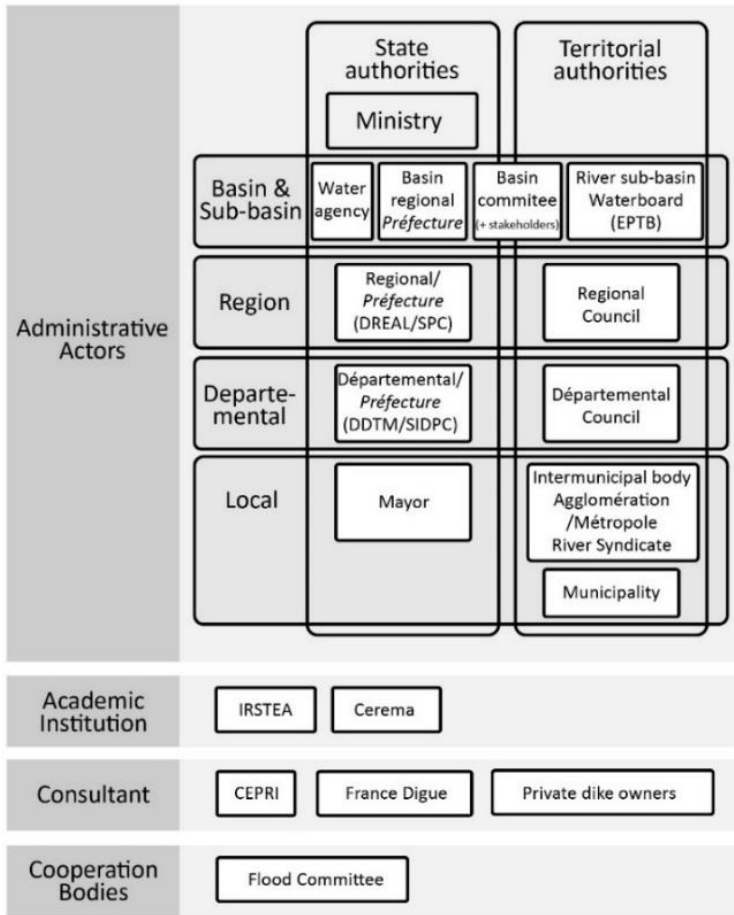 State
authorities
Territorial
authorities
Ministry
Basin &
Sub-basin
Water
agency
Basin
regional
Préfecture
Basin
commitee
(+ stakeholders)
River sub-basin
Waterboard
(EPTB)
Administrative
Actors
Region
Regional/
Préfecture
(DREAL/SPC)
Regional
Council
Departe-
mental
Départemental/
Préfecture
(DDTM/SIDPC)
Départemental
Council
Local
Mayor
Intermunicipal body
Agglomération
/Métropole
River Syndicate
Municipality
Academic
Institution
IRSTEA
Cerema
Consultant
CEPRI
France Digue
Private dike owners
Cooperation
Bodies
Flood Committee